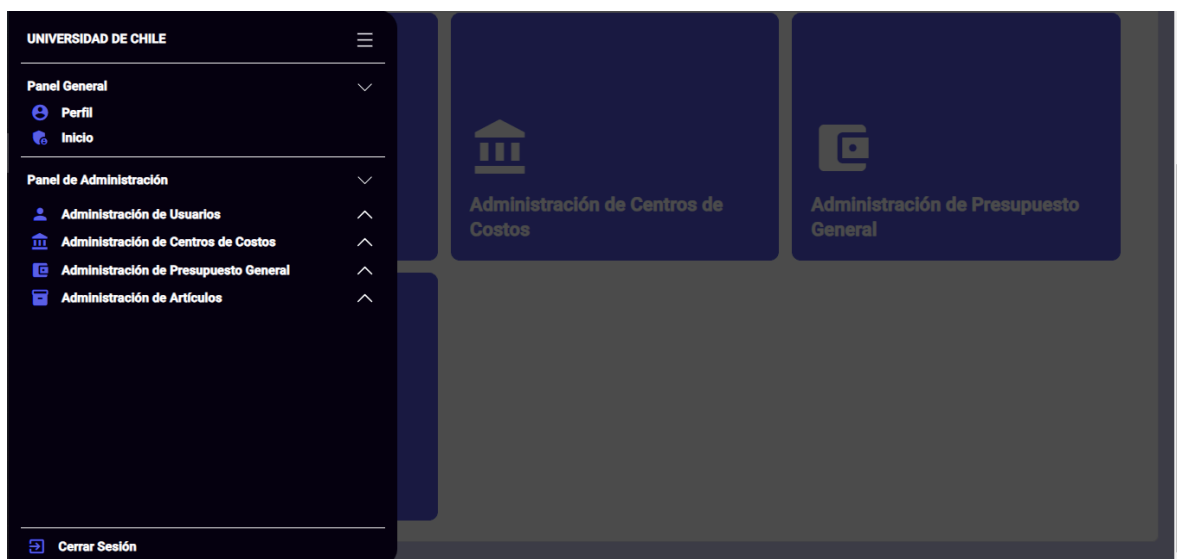 UNIVERSIDAD DE CHILE
Panel General
Perfil
Inicio
Panel de Administración
Administración de Usuarios
Administración de Centros de Costos
Administración de Presupuesto General
Administración de Artículos
Cerrar Sesión
Administración de Centros de
Costos
Administración de Presupuesto
General